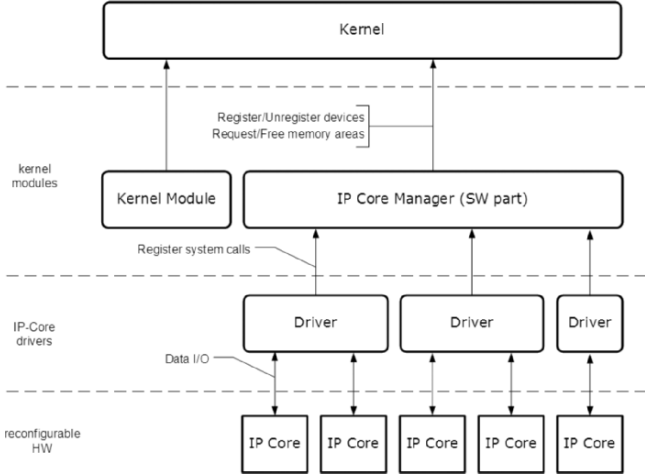 Kernel
Register/Unregister devices
Request/Free memory areas
kernel
modules
Kernel Module
IP Core Manager (SW part)
Register system calls
IP-Core
drivers
Driver
Driver
Driver
Data I/O
reconfigurable
HW
IP Core
IP Core
IP Core
IP Core
IP Core